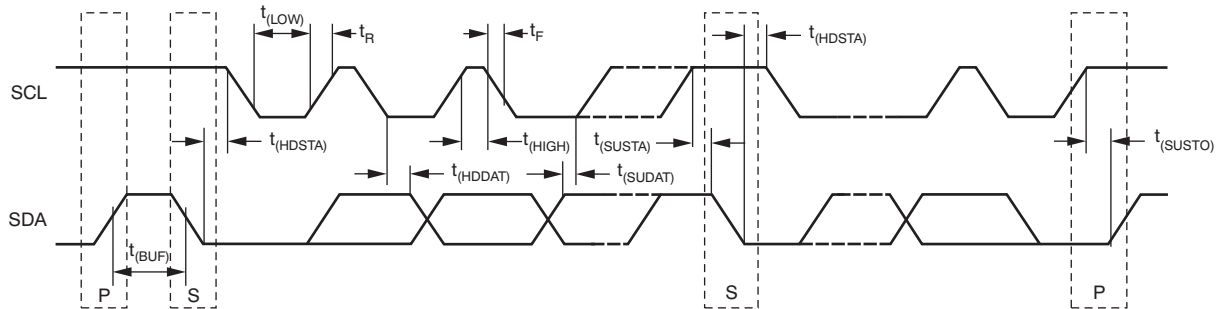 t(LOW)
tR
tF
t(HDSTA)
SCL
t(HDSTA)
t(HIGH)
t(SUSTA)
t(SUSTO)
t(HDDAT)
t(SUDAT)
SDA
t(BUF)
P
S
S
P